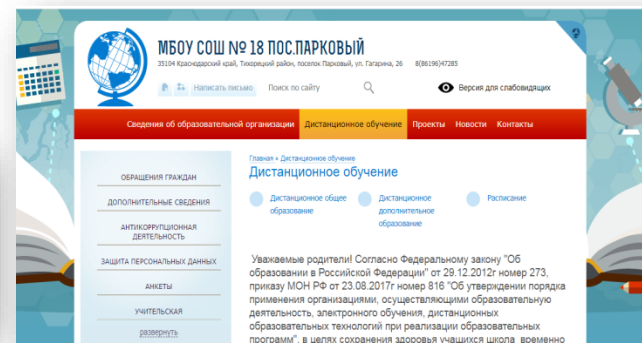 МБОУ СОШ № 18 ПОС.ПАРКОВЫЙ
35104 Краснодарский край, Тихорецкий район, поселок Парковый, ул. Гагарина, 26 8(86196)47285
Написать письмо Поиск по сайту Версия для слабовидящих
Сведения об образовательной организации Дистанционное обучение Проекты Новости Контакты
ОБРАЩЕНИЯ ГРАЖДАН
ДОПОЛНИТЕЛЬНЫЕ СВЕДЕНИЯ
АНТИКОРРУПЦИОННАЯ
ДЕЯТЕЛЬНОСТЬ
ЗАЩИТА ПЕРСОНАЛЬНЫХ ДАННЫХ
АНКЕТЫ
УЧИТЕЛЬСКАЯ
развернуть
Главная » Дистанционное обучение
Дистанционное обучение
Дистанционное общее
образование
Дистанционное
дополнительное
образование
Расписание
Уважаемые родители! Согласно Федеральному закону "Об
образовании в Российской Федерации" от 29.12.2012г номер 273,
приказу МОН РФ от 23.08.2017г номер 816 "Об утверждении порядка
применения организациями, осуществляющими образовательную
деятельность, электронного обучения, дистанционных
образовательных технологий при реализации образовательных
программ", в целях сохранения здоровья учащихся школа временно